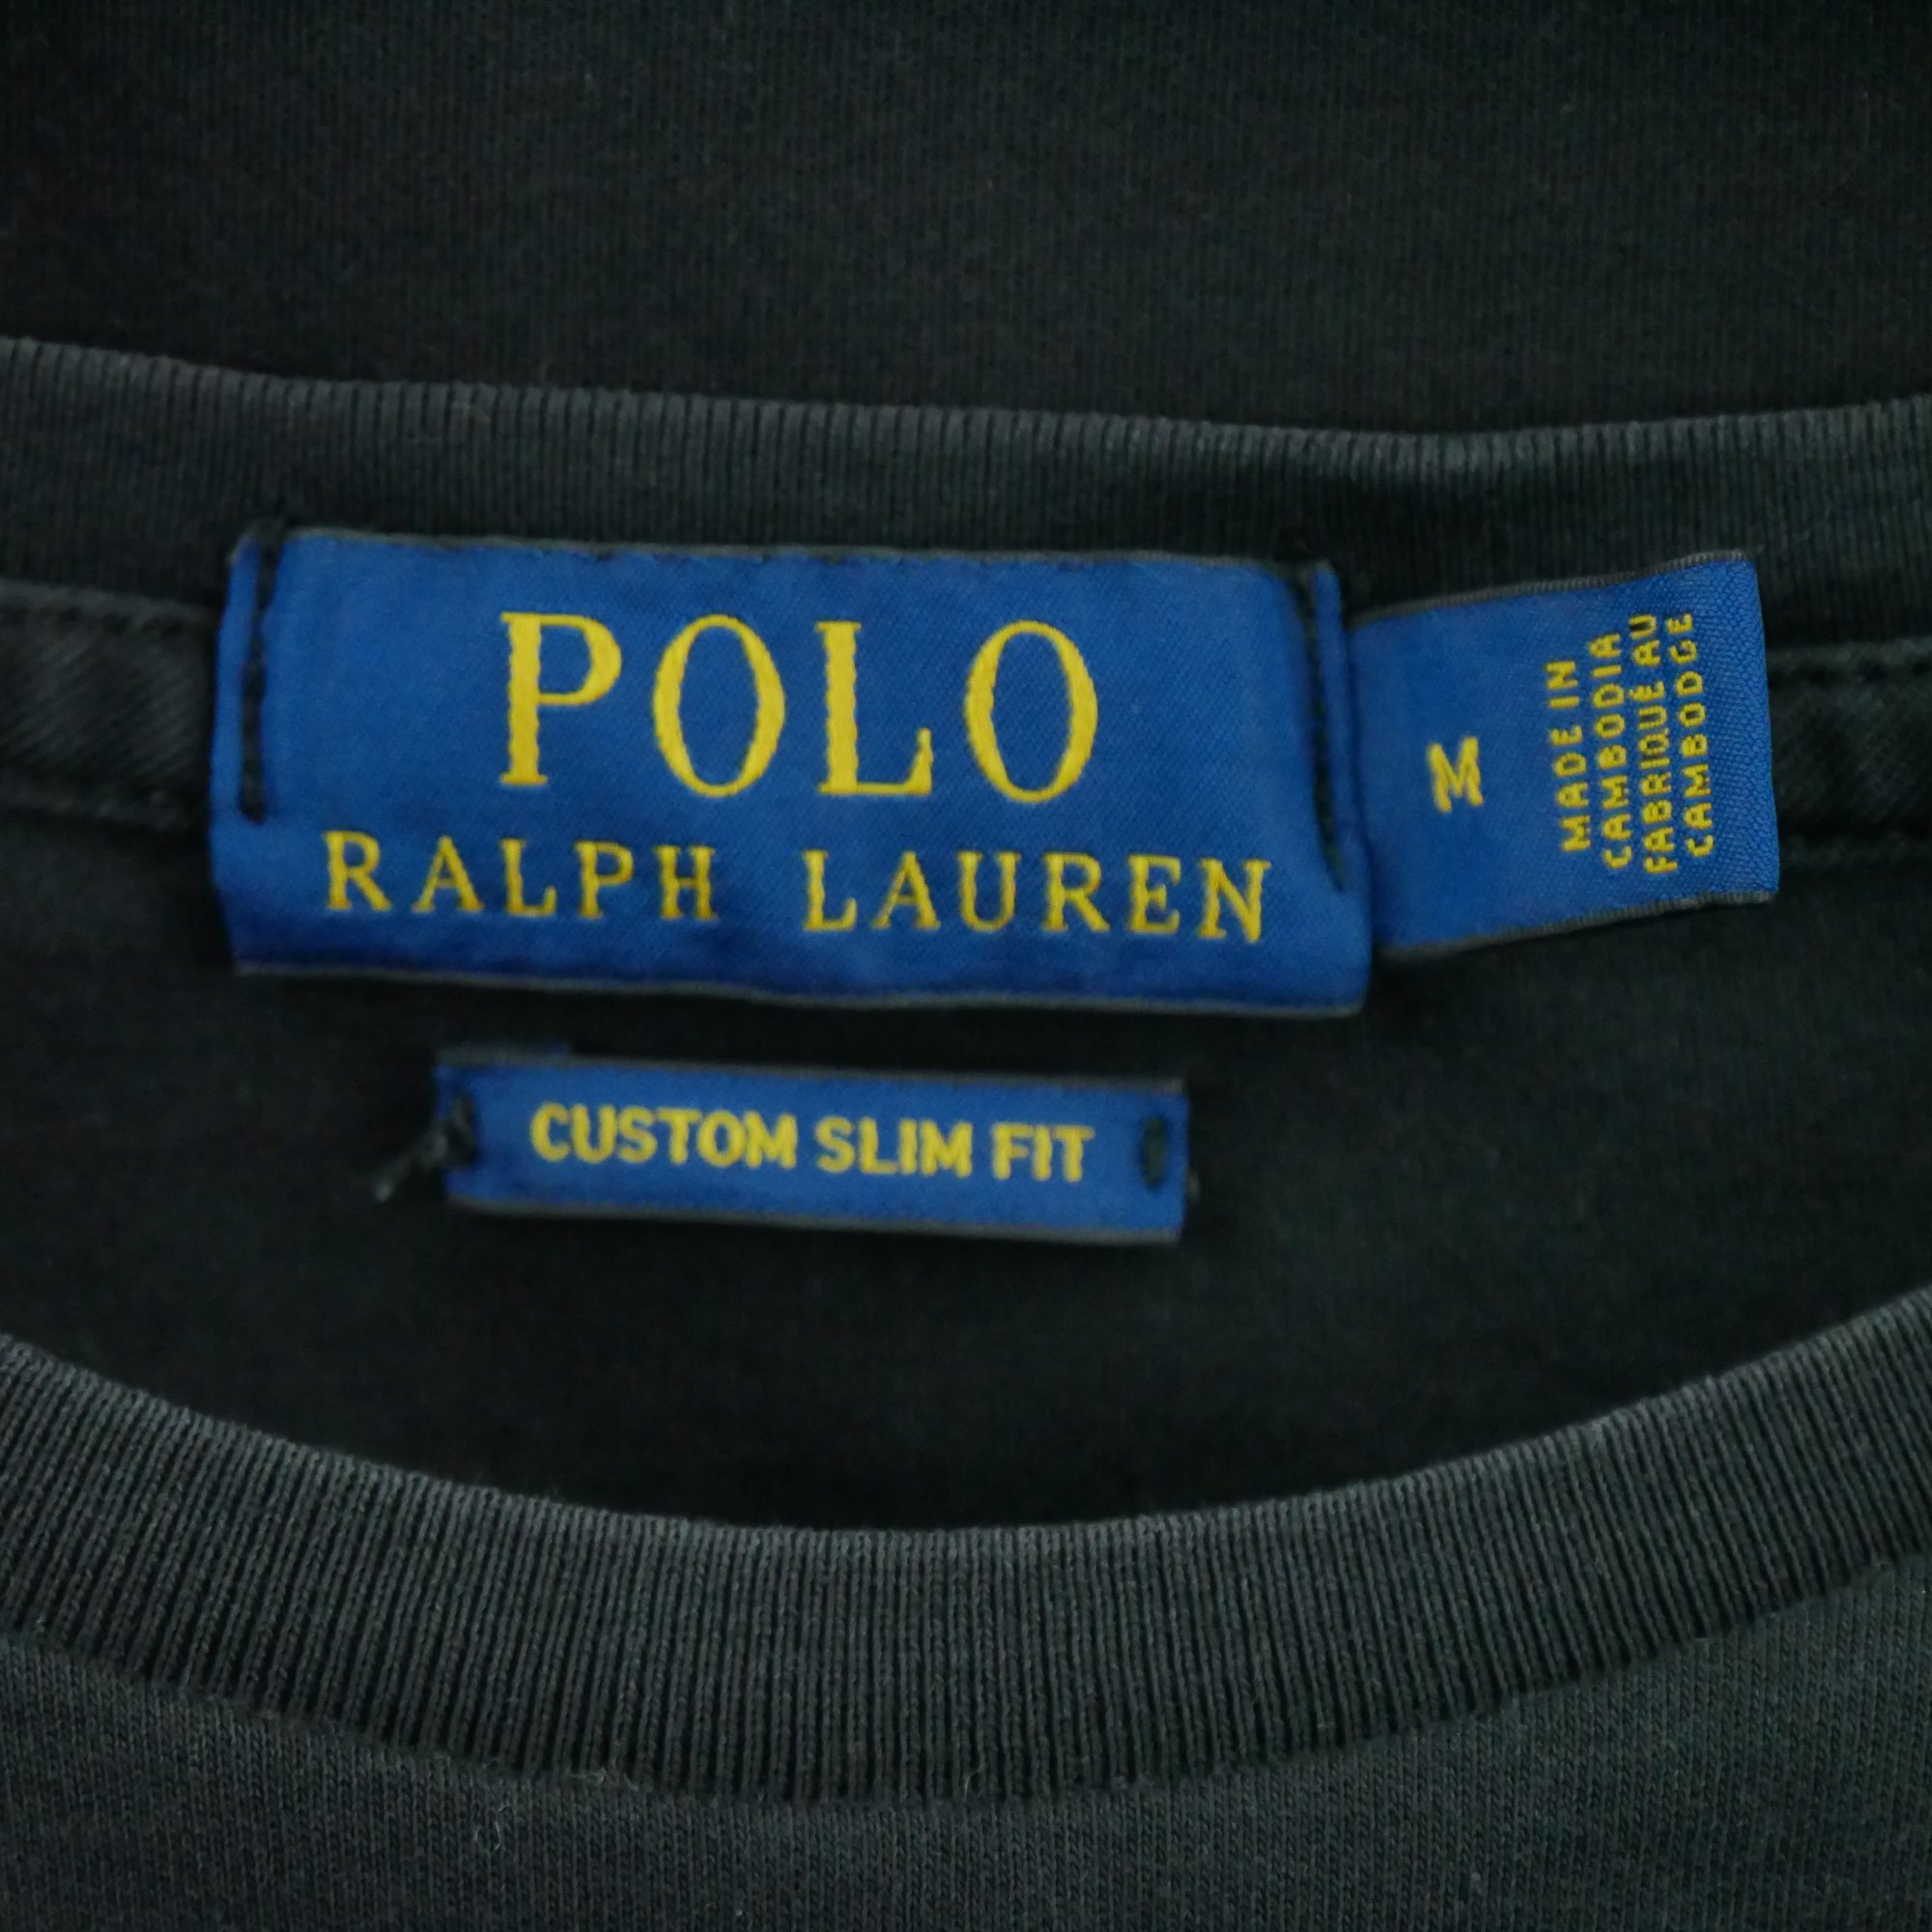 POLO
RALPH LAUREN
M
MADE IN
CAMBODIA
FABRIQUÉ AU
CAMBODGE
CUSTOM SLIM FIT